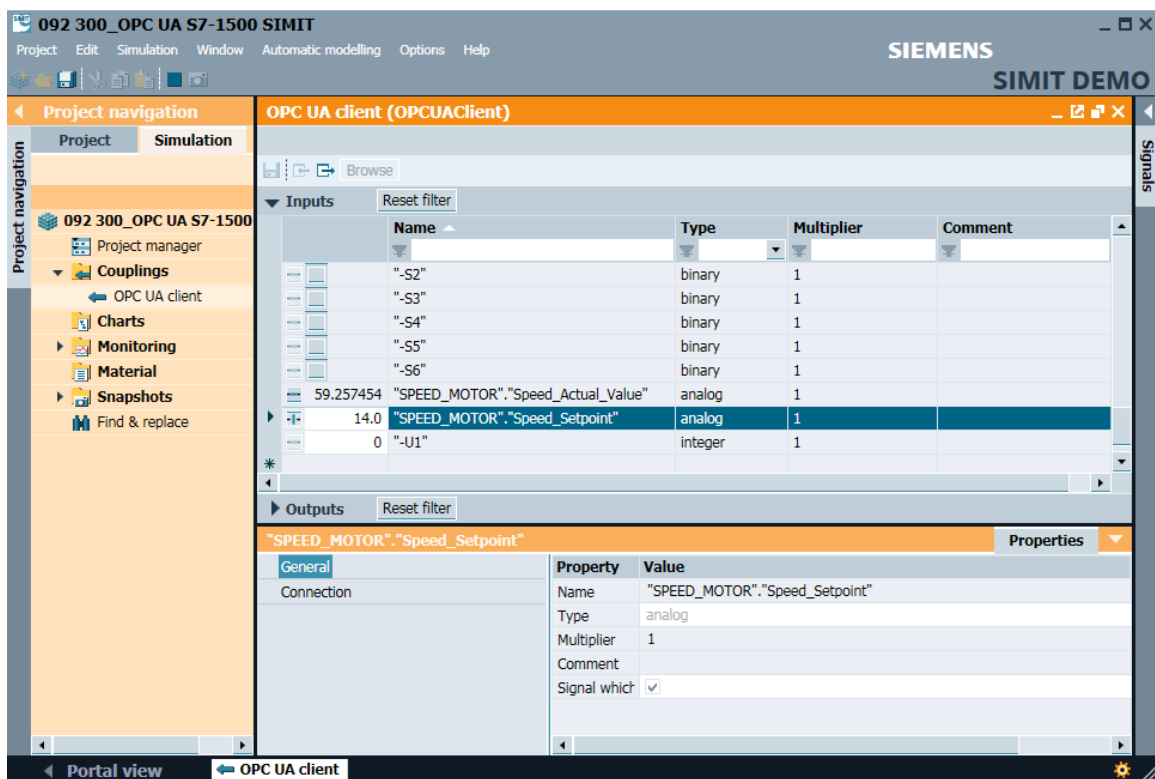 SIMIT 092 300_OPC UA S7-1500 SIMIT
Project Edit Simulation Window Automatic modelling Options Help
SIEMENS
SIMIT DEMO
Project navigation
Project navigation
Project Simulation
092 300_OPC UA S7-1500
Project manager
Couplings
OPC UA client
Charts
Monitoring
Material
Snapshots
Find & replace
OPC UA client (OPCUAClient)
Signals
Browse
Inputs Reset filter
Name Type Multiplier Comment
"-S2" binary 1
"-S3" binary 1
"-S4" binary 1
"-S5" binary 1
"-S6" binary 1
59.257454 "SPEED_MOTOR"."Speed_Actual_Value" analog 1
14.0 "SPEED_MOTOR"."Speed_Setpoint" analog 1
0 "-U1" integer 1
Outputs Reset filter
"SPEED_MOTOR"."Speed_Setpoint" Properties
General
Connection
Property Value
Name "SPEED_MOTOR"."Speed_Setpoint"
Type analog
Multiplier 1
Comment
Signal which
Portal view OPC UA client